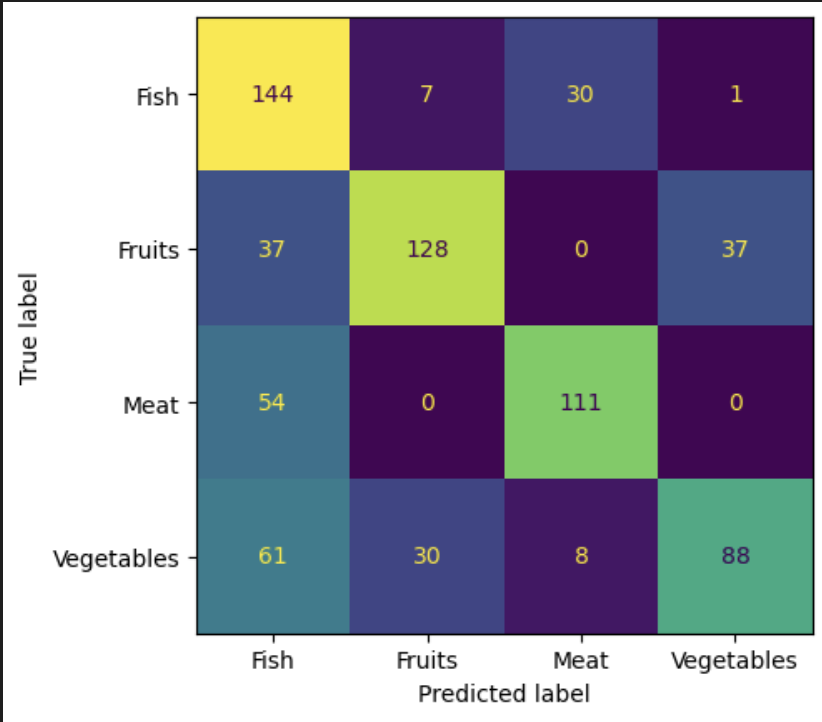 Fish 144 7 30 1
Fruits 37 128 0 37
Meat 54 0 111 0
Vegetables 61 30 8 88
True label
Fish Fruits Meat Vegetables
Predicted label